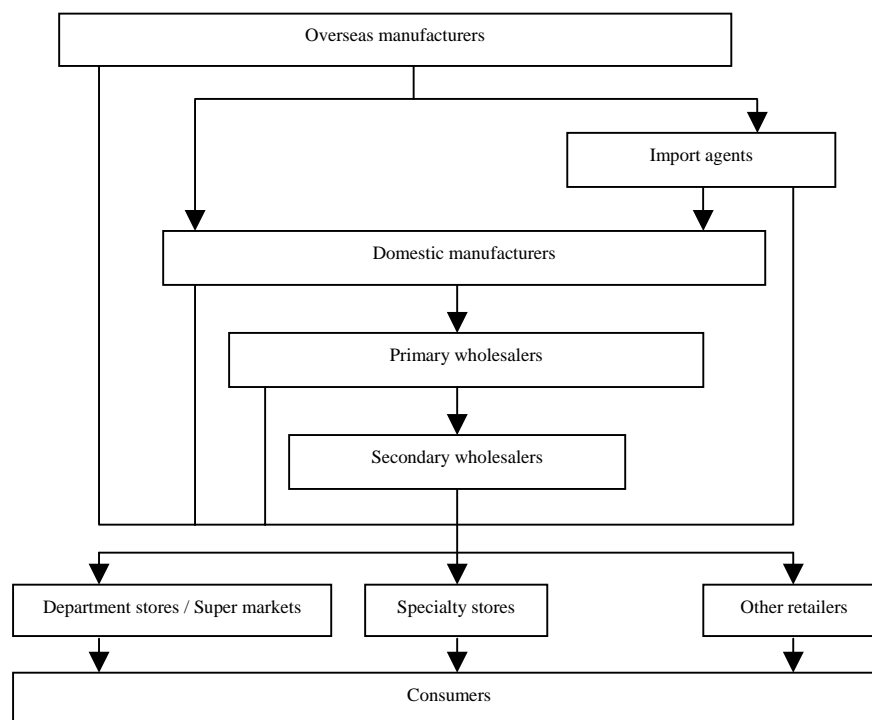 Overseas manufacturers
Import agents
Domestic manufacturers
Primary wholesalers
Secondary wholesalers
Department stores / Super markets
Specialty stores
Other retailers
Consumers